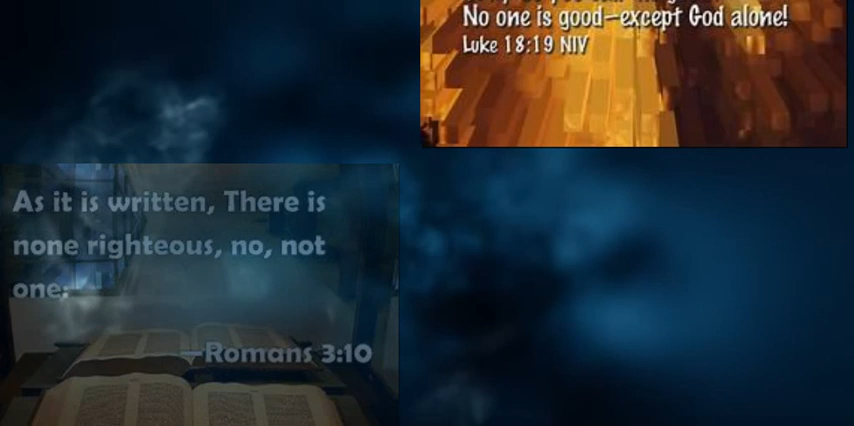 No one is good—except God alone!
Luke 18:19 NIV
As it is written, There is
none righteous, no, not
one:
—Romans 3:10